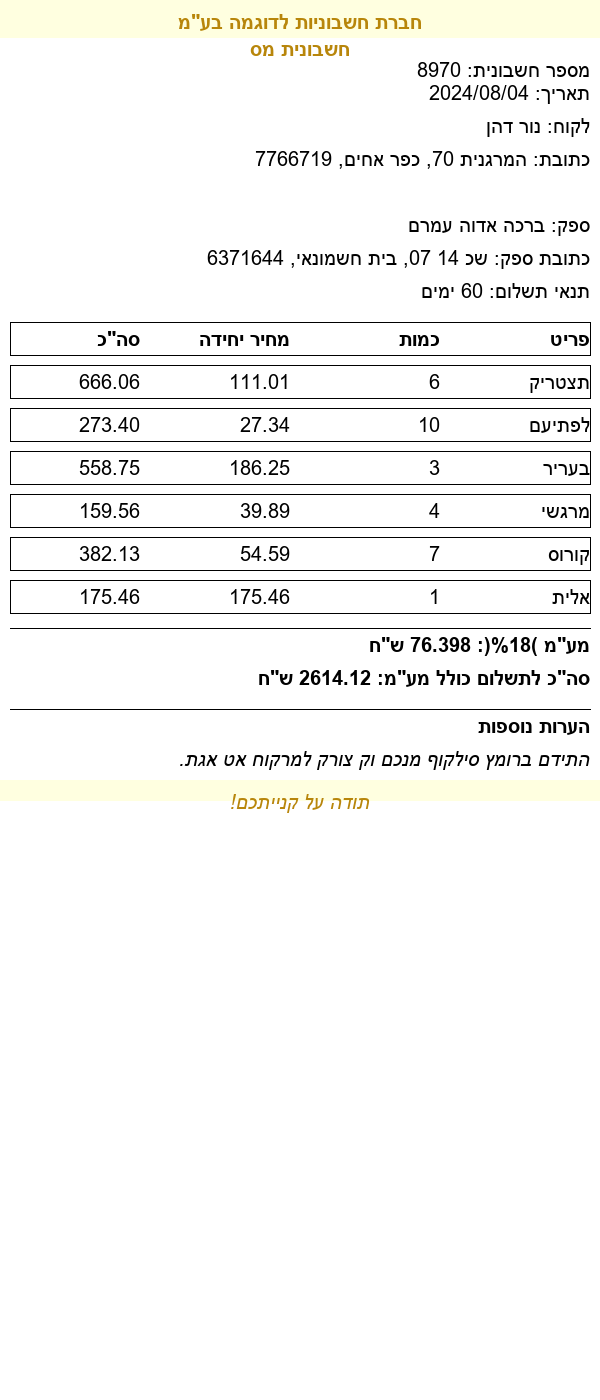 חברת חשבוניות לדוגמה בע"מ
חשבונית מס
מספר חשבונית: 8970
תאריך: 2024/08/04
לקוח: נור דהן
כתובת: המרגנית 70, כפר אחים, 7766719
ספק: ברכה אדוה עמרם
כתובת ספק: שכ 14 07, בית חשמונאי, 6371644
תנאי תשלום: 60 ימים
פריט כמות מחיר יחידה סה"כ
תצטריק 6 111.01 666.06
לפתיעם 10 27.34 273.40
בעריר 3 186.25 558.75
מרגשי 4 39.89 159.56
קורוס 7 54.59 382.13
אלית 1 175.46 175.46
מע"מ )18%(: 76.398 ש"ח
סה"כ לתשלום כולל מע"מ: 2614.12 ש"ח
הערות נוספות
התידם ברומץ סילקוף מנכם וק צורק למרקוח אט אגת.
תודה על קנייתכם!